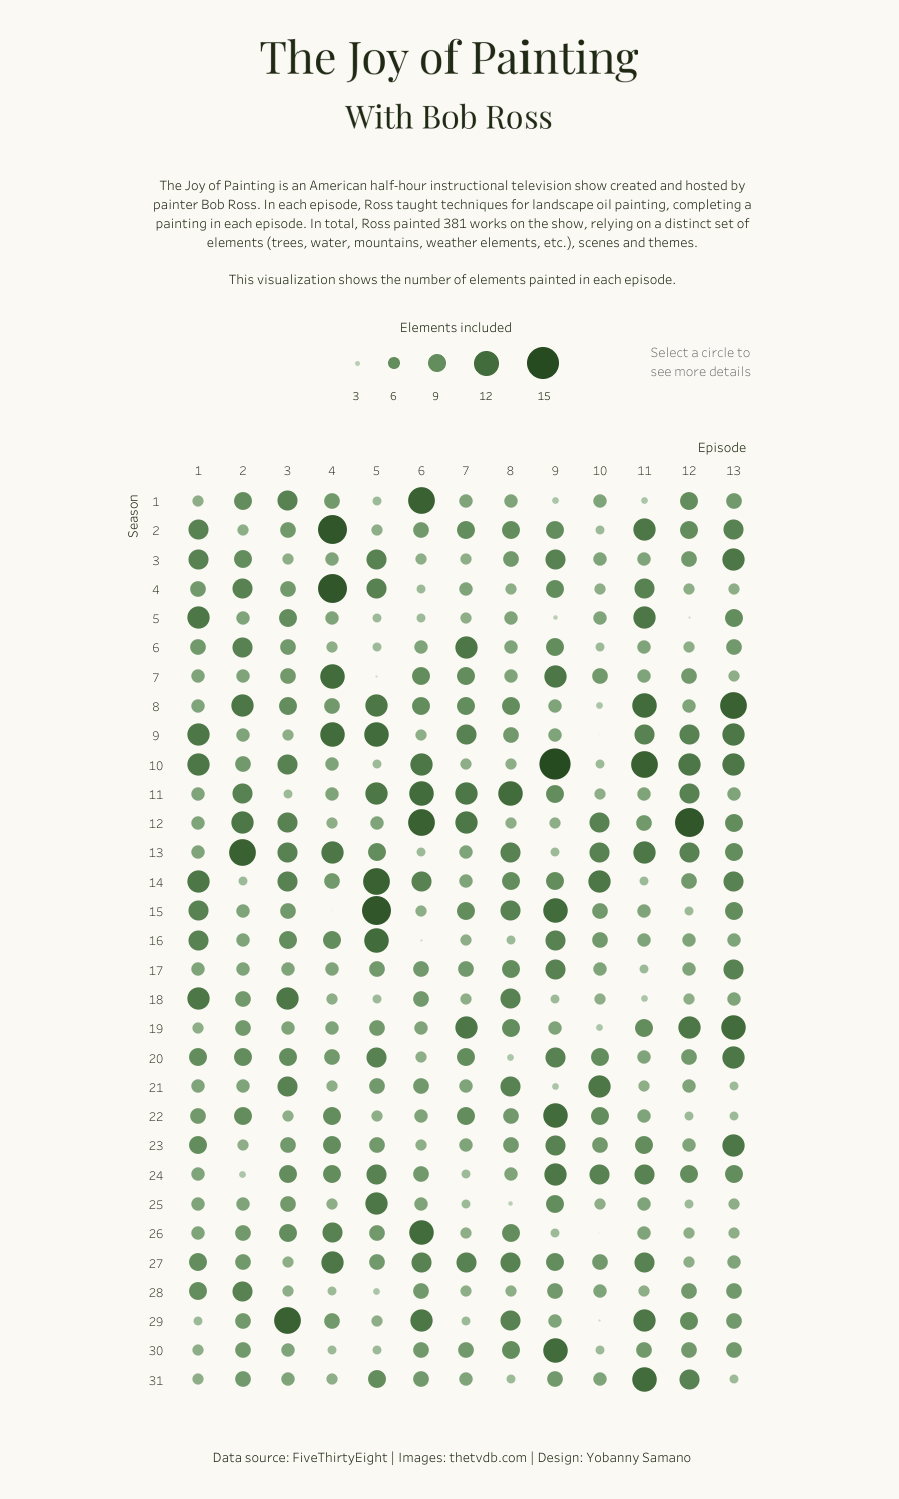 The Joy of Painting
With Bob Ross
The Joy of Painting is an American half-hour instructional television show created and hosted by
painter Bob Ross. In each episode, Ross taught techniques for landscape oil painting, completing a
painting in each episode. In total, Ross painted 381 works on the show, relying on a distinct set of
elements (trees, water, mountains, weather elements, etc.), scenes and themes.
This visualization shows the number of elements painted in each episode.
Elements included
3 6 9 12 15
Select a circle to
see more details
Episode
1 2 3 4 5 6 7 8 9 10 11 12 13
Season
1
2
3
4
5
6
7
8
9
10
11
12
13
14
15
16
17
18
19
20
21
22
23
24
25
26
27
28
29
30
31
Data source: FiveThirtyEight | Images: thetvdb.com | Design: Yobanny Samano